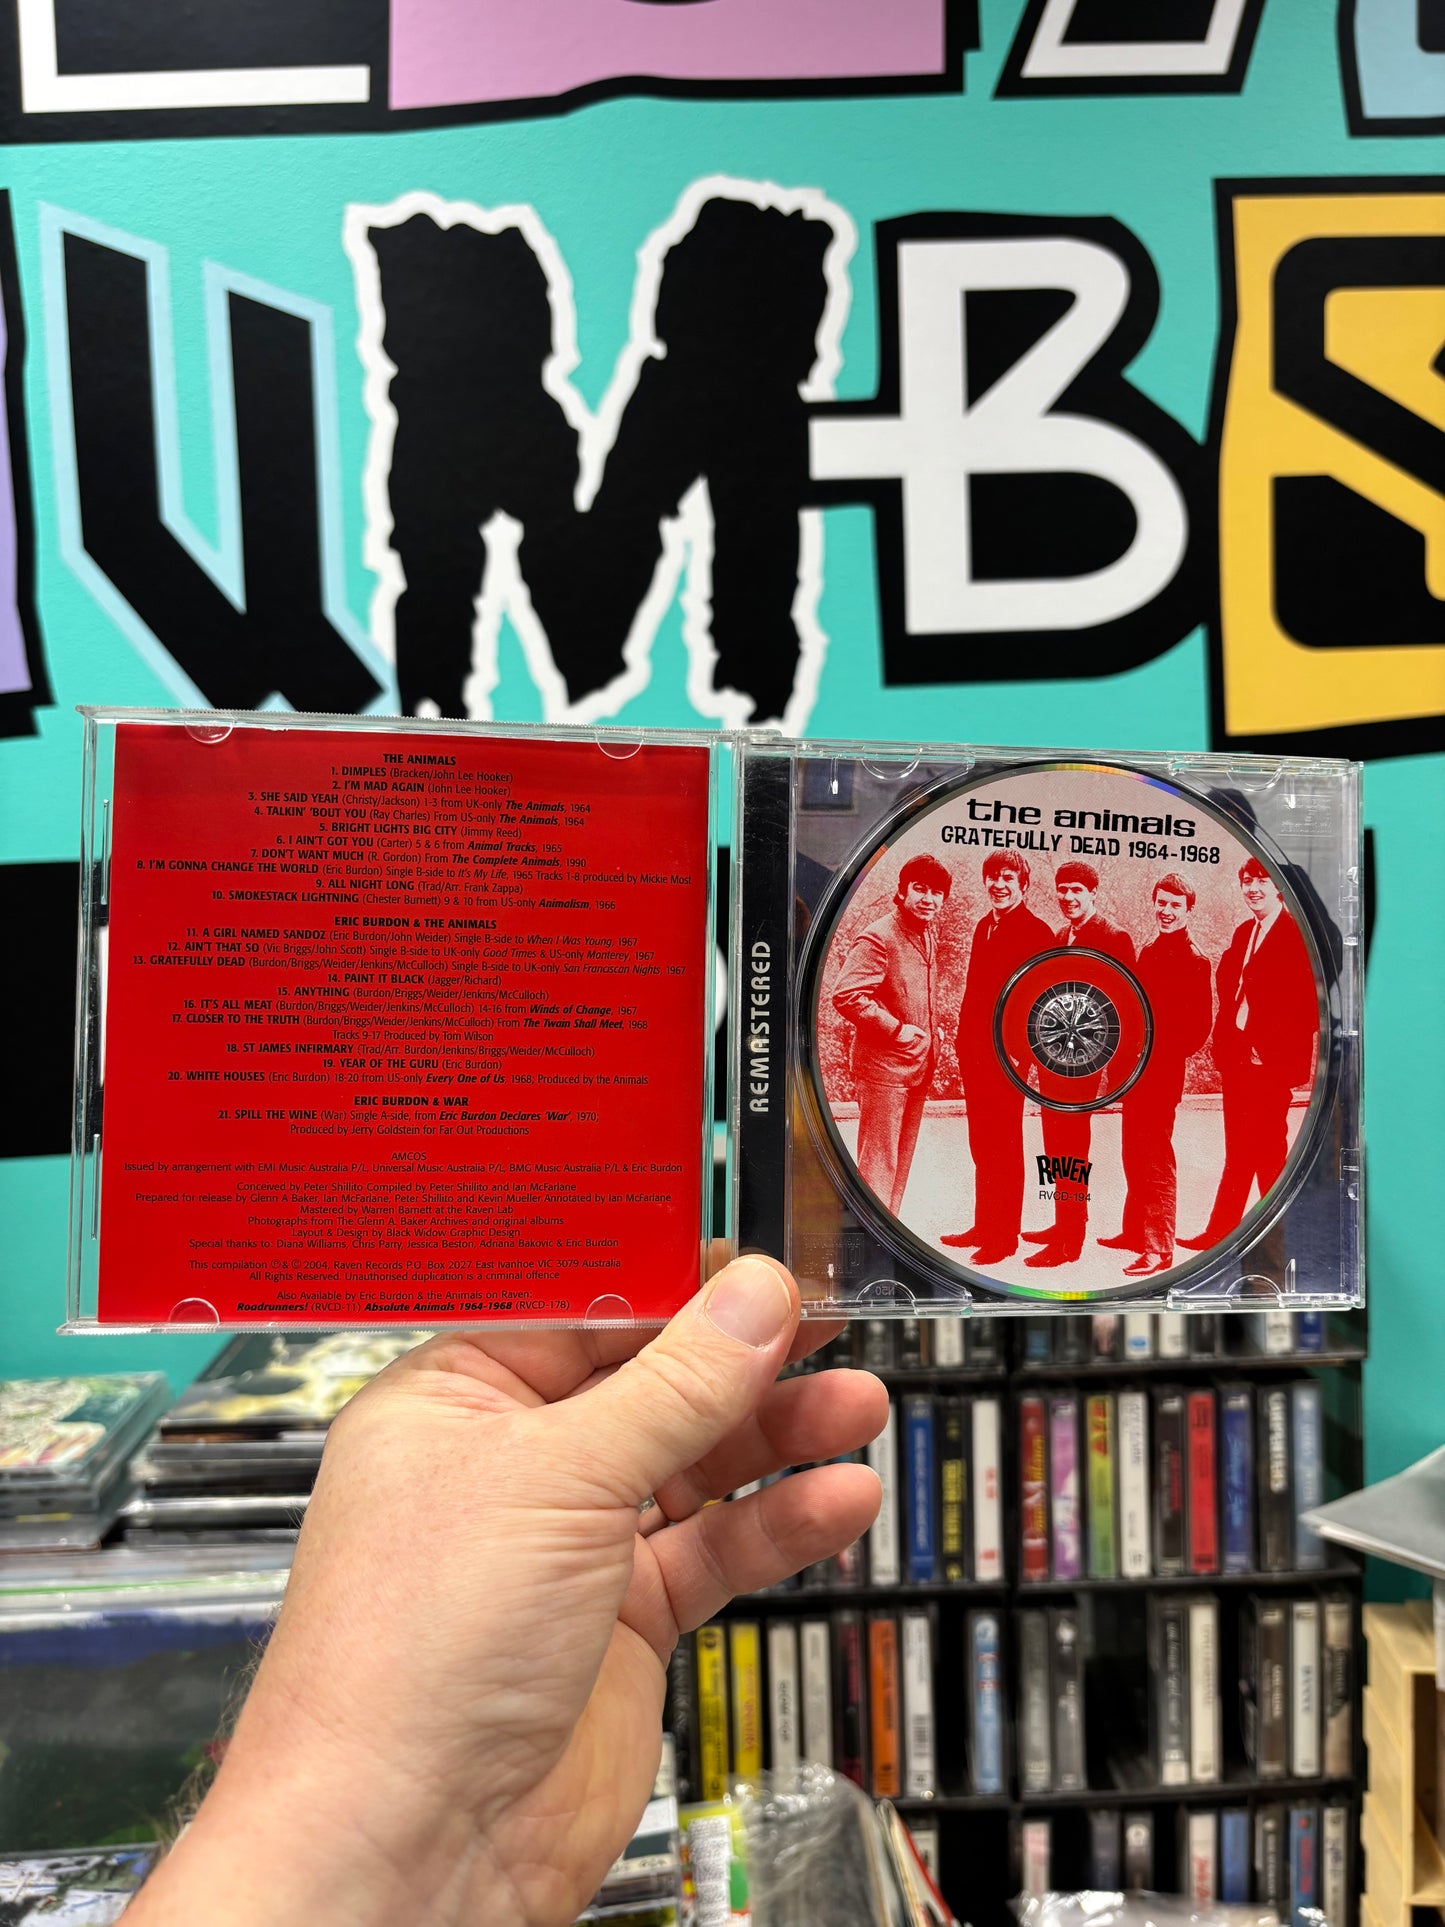 UMBS
THE ANIMALS
1. DIMPLES (Bracken/John Lee Hooker)
2. I'M MAD AGAIN (John Lee Hooker)
3. SHE SAID YEAH (Christy/Jackson) 1-3 from UK-only The Animals, 1964
4. TALKIN' 'BOUT YOU (Ray Charles) From US-only The Animals, 1964
5. BRIGHT LIGHTS BIG CITY (Jimmy Reed)
6. I AIN'T GOT YOU (Carter) 5 & 6 from Animal Tracks, 1965
7. DON'T WANT MUCH (R. Gordon) From The Complete Animals, 1990
8. I'M GONNA CHANGE THE WORLD (Eric Burdon) Single B-side to It's My Life, 1965 Tracks 1-8 produced by Mickie Most
9. ALL NIGHT LONG (Trad/Arr. Frank Zappa)
10. SMOKESTACK LIGHTNING (Chester Burnett) 9 & 10 from US-only Animalism, 1966
ERIC BURDON & THE ANIMALS
11. A GIRL NAMED SANDOZ (Eric Burdon/John Weider) Single B-side to When I Was Young, 1967
12. AIN'T THAT SO (Vic Briggs/John Scott) Single B-side to UK-only Good Times & US-only Monterey, 1967
13. GRATEFULLY DEAD (Burdon/Briggs/Weider/Jenkins/McCulloch) Single B-side to UK-only San Franciscan Nights, 1967
14. PAINT IT BLACK (Jagger/Richard)
15. ANYTHING (Burdon/Briggs/Weider/Jenkins/McCulloch)
16. IT'S ALL MEAT (Burdon/Briggs/Weider/Jenkins/McCulloch) 14-16 from Winds of Change, 1967
17. CLOSER TO THE TRUTH (Burdon/Briggs/Weider/Jenkins/McCulloch) From The Twain Shall Meet, 1968
Tracks 9-17 Produced by Tom Wilson
18. ST JAMES INFIRMARY (Trad/Arr. Burdon/Jenkins/Briggs/Weider/McCulloch)
19. YEAR OF THE GURU (Eric Burdon)
20. WHITE HOUSES (Eric Burdon) 18-20 from US-only Every One of Us, 1968; Produced by the Animals
ERIC BURDON & WAR
21. SPILL THE WINE (War) Single A-side, from Eric Burdon Declares 'War', 1970;
Produced by Jerry Goldstein for Far Out Productions
AMCOS
Issued by arrangement with EMI Music Australia P/L, Universal Music Australia P/L, BMG Music Australia P/L & Eric Burdon
Conceived by Peter Shillito Compiled by Peter Shillito and Ian McFarlane
Prepared for release by Glenn A Baker, Ian McFarlane, Peter Shillito and Kevin Mueller Annotated by Ian McFarlane
Mastered by Warren Barnett at the Raven Lab
Photographs from The Glenn A. Baker Archives and original albums
Layout & Design by Black Widow Graphic Design
Special thanks to: Diana Williams, Chris Parry, Jessica Beston, Adriana Bakovic & Eric Burdon
This compilation ℗ & © 2004, Raven Records P.O. Box 2027 East Ivanhoe VIC 3079 Australia
All Rights Reserved. Unauthorised duplication is a criminal offence
Also Available by Eric Burdon & the Animals on Raven:
Roadrunners! (RVCD-11) Absolute Animals 1964-1968 (RVCD-178)
REMASTERED
the animals
GRATEFULLY DEAD 1964-1968
RAVEN
RVCD-194